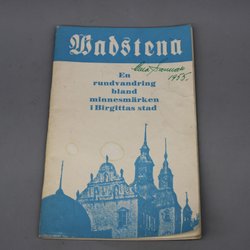 Wadstena
1955.
En
rundvandring
bland
minnesmärken
i Birgittas stad